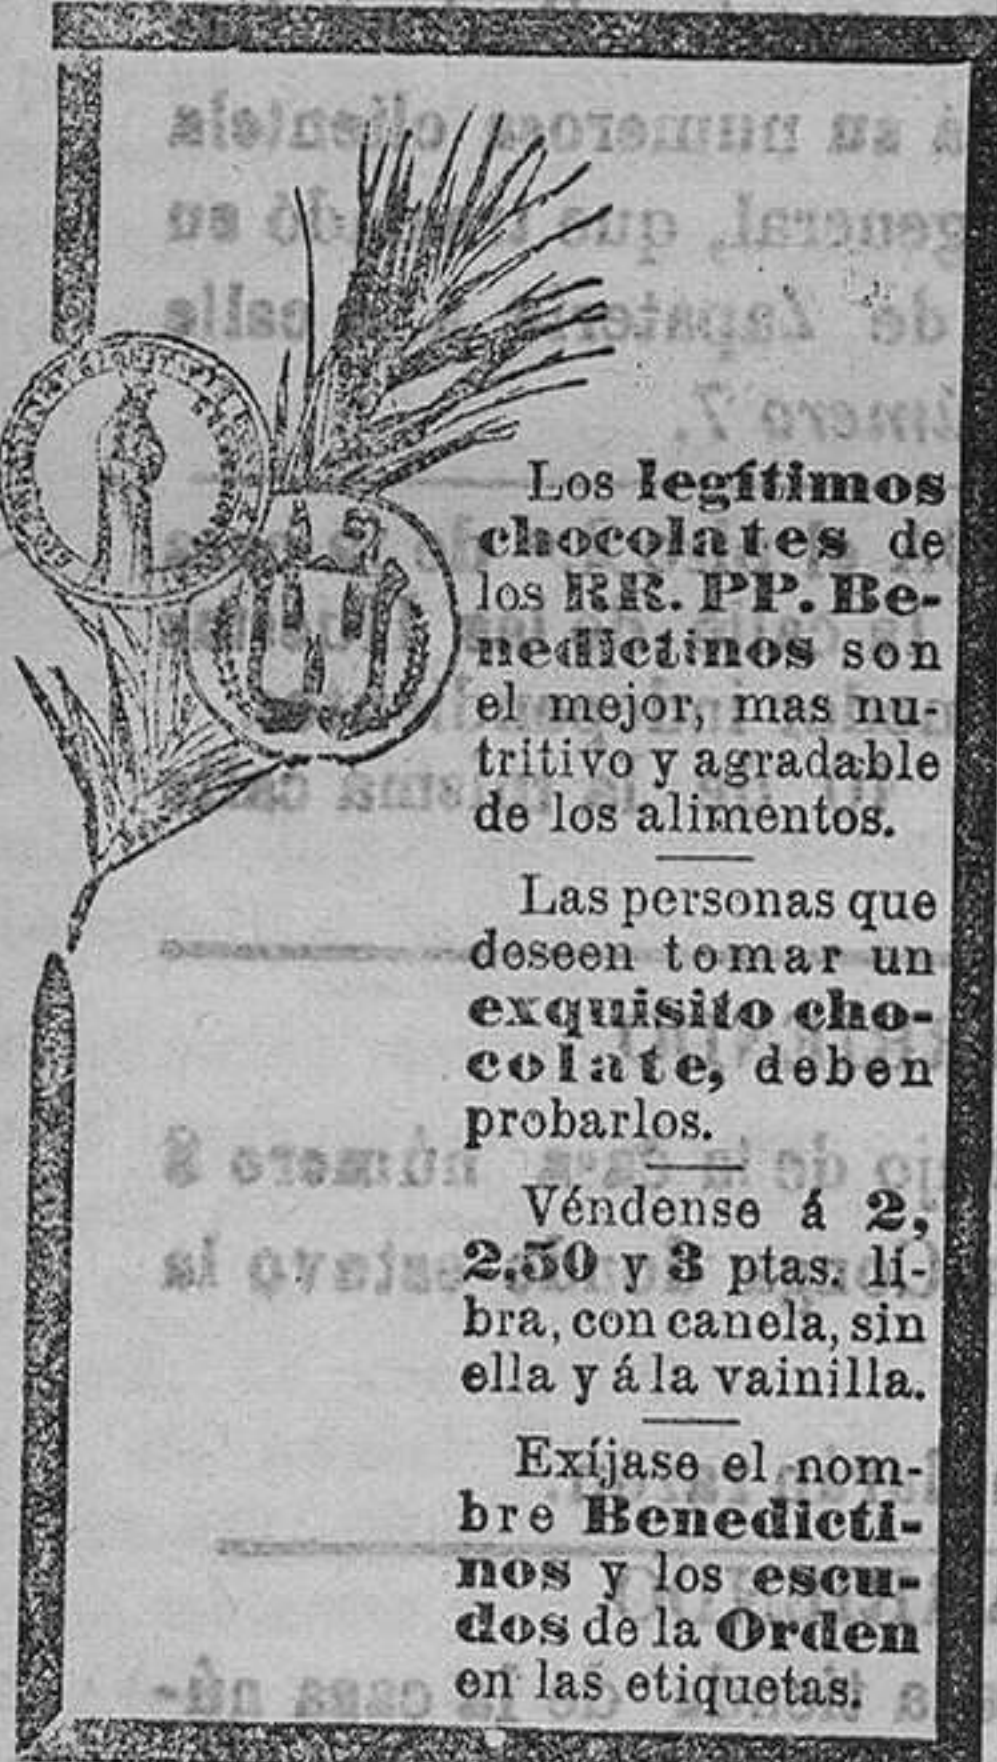 Los legítimos
chocolates de
los RR. PP. Be-
nedictinos son
el mejor, mas nu-
tritivo y agradable
de los alimentos.
Las personas que
deseen tomar un
exquisito cho-
colate, deben
probarlos.
Véndense á 2,
2,50 y 3 ptas. lí-
bra, con canela, sin
ella y á la vainilla.
Exíjase el nom-
bre Benedicti-
nos y los escu-
dos de la Orden
en las etiquetas.